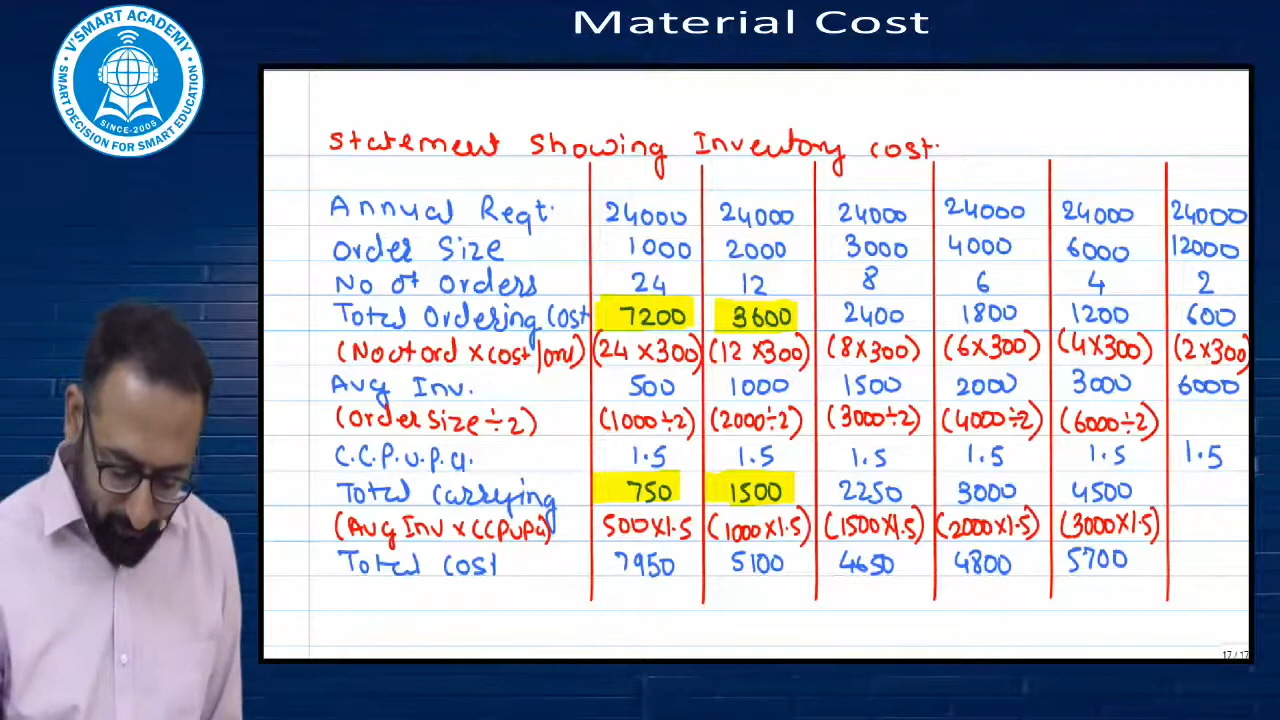 Material Cost
V'SMART ACADEMY
SINCE-2005
SMART DECISION FOR SMART EDUCATION
Statement Showing Inventory cost.
Annual Reqt. 24000 24000 24000 24000 24000 24000
Order Size 1000 2000 3000 4000 6000 12000
No of Orders 24 12 8 6 4 2
Total Ordering Cost 7200 3600 2400 1800 1200 600
(No of ord x cost/ord) (24 x 300) (12 x 300) (8 x 300) (6 x 300) (4 x 300) (2 x 300)
Avg Inv. 500 1000 1500 2000 3000 6000
(Order Size ÷ 2) (1000 ÷ 2) (2000 ÷ 2) (3000 ÷ 2) (4000 ÷ 2) (6000 ÷ 2)
C.C.P.U.P.a. 1.5 1.5 1.5 1.5 1.5 1.5
Total Carrying 750 1500 2250 3000 4500
(Avg Inv x CCPUPa) 500 x 1.5 (1000 x 1.5) (1500 x 1.5) (2000 x 1.5) (3000 x 1.5)
Total Cost 7950 5100 4650 4800 5700
17/17